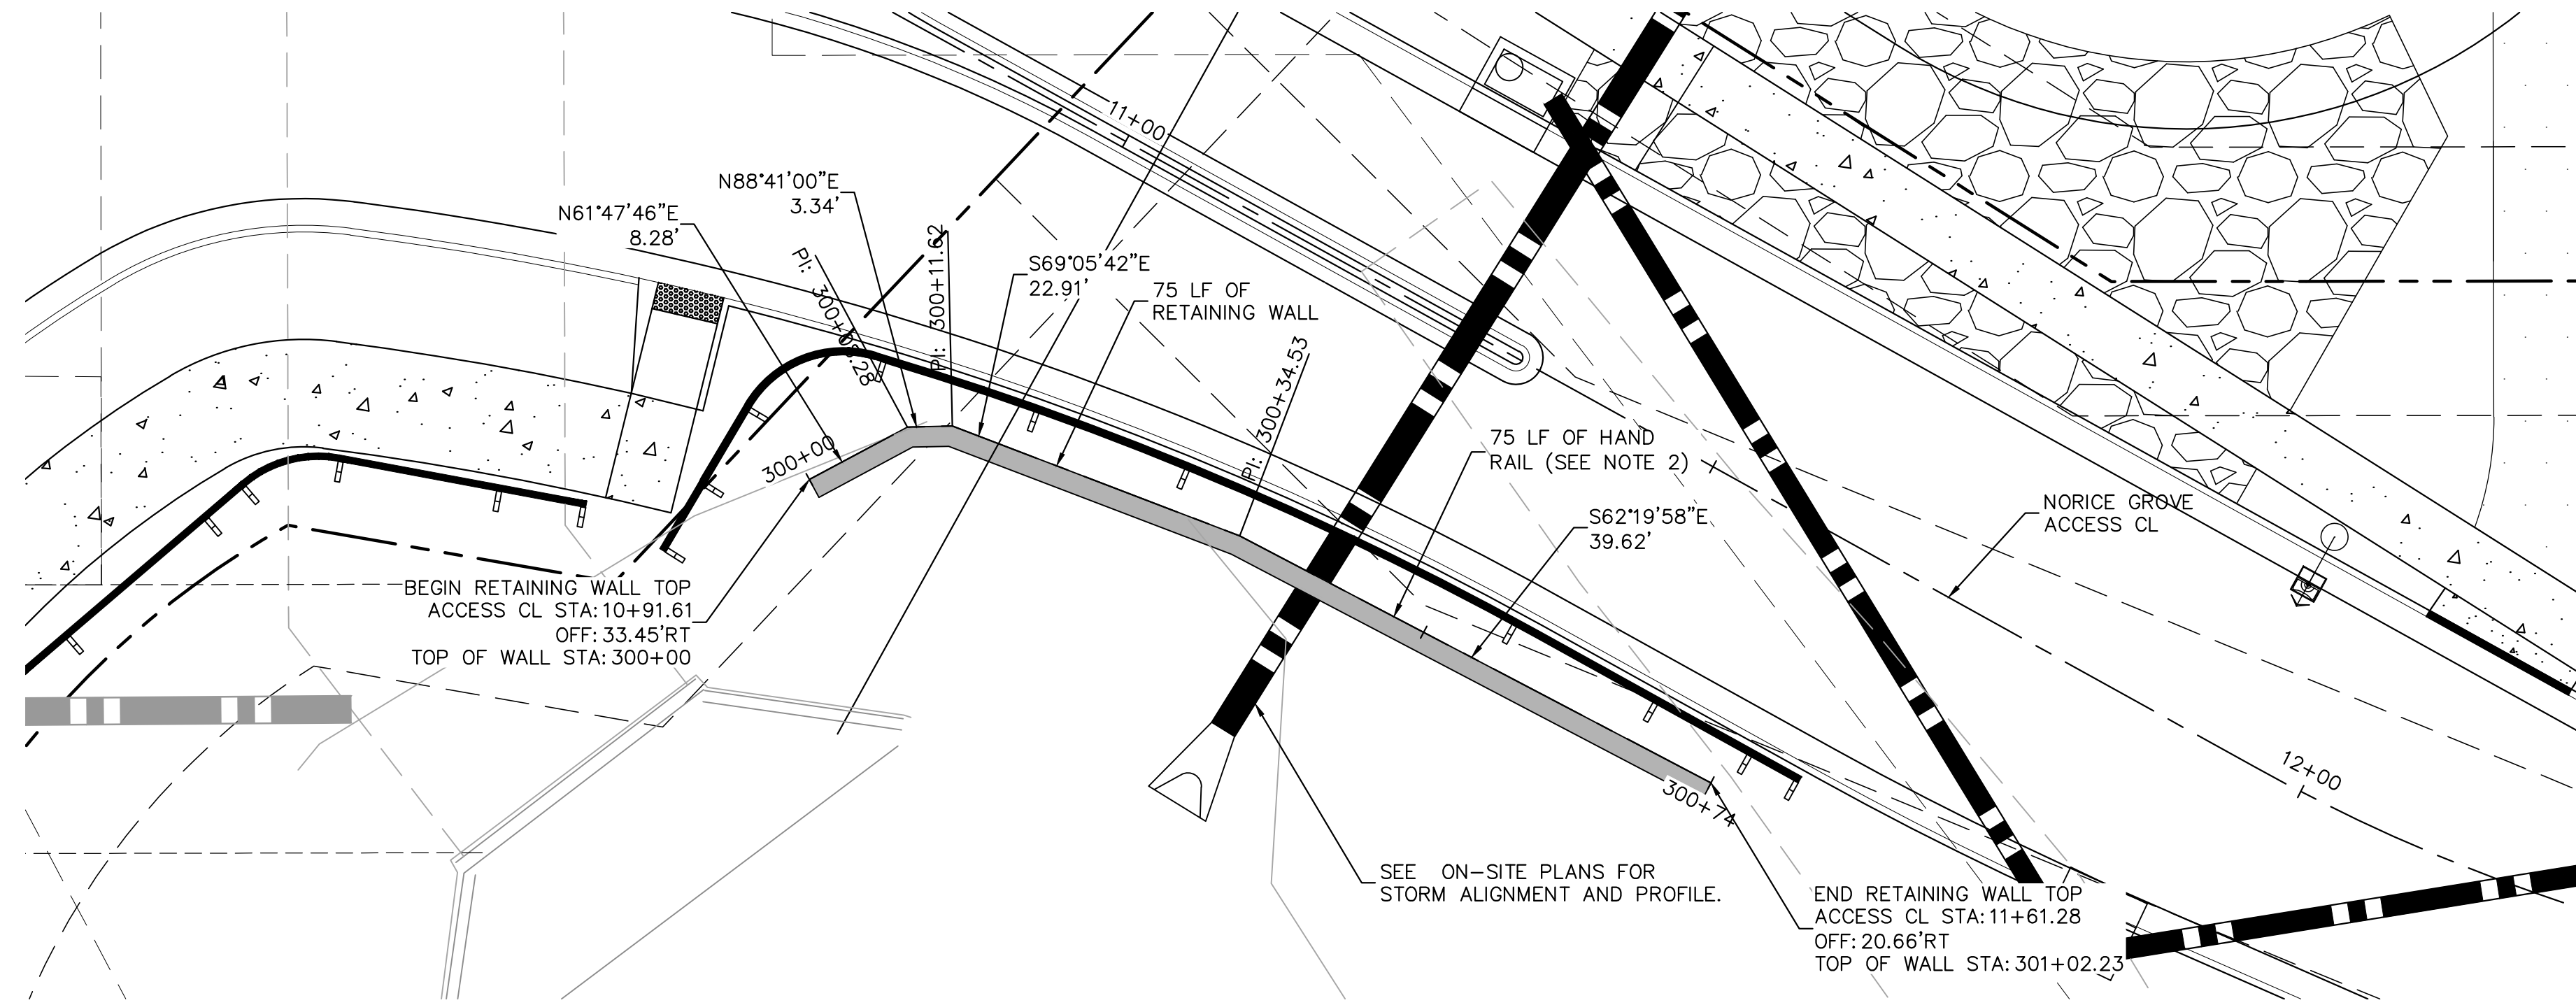 11+00
N88°41'00"E
3.34'
N61°47'46"E
8.28'
PI: 300+08.28
PI: 300+11.62
S69°05'42"E
22.91'
75 LF OF
RETAINING WALL
PI: 300+34.53
300+00
75 LF OF HAND
RAIL (SEE NOTE 2)
S62°19'58"E
39.62'
NORICE GROVE
ACCESS CL
BEGIN RETAINING WALL TOP
ACCESS CL STA:10+91.61
OFF:33.45'RT
TOP OF WALL STA:300+00
12+00
300+74
SEE ON-SITE PLANS FOR
STORM ALIGNMENT AND PROFILE.
END RETAINING WALL TOP
ACCESS CL STA:11+61.28
OFF:20.66'RT
TOP OF WALL STA:301+02.23